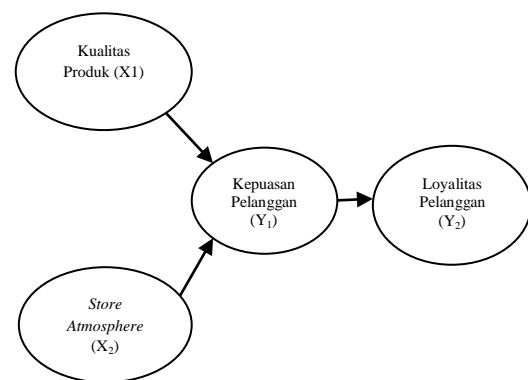 Kualitas
Produk (X1)
Kepuasan
Pelanggan
(Y₁)
Loyalitas
Pelanggan
(Y₂)
Store
Atmosphere
(X₂)